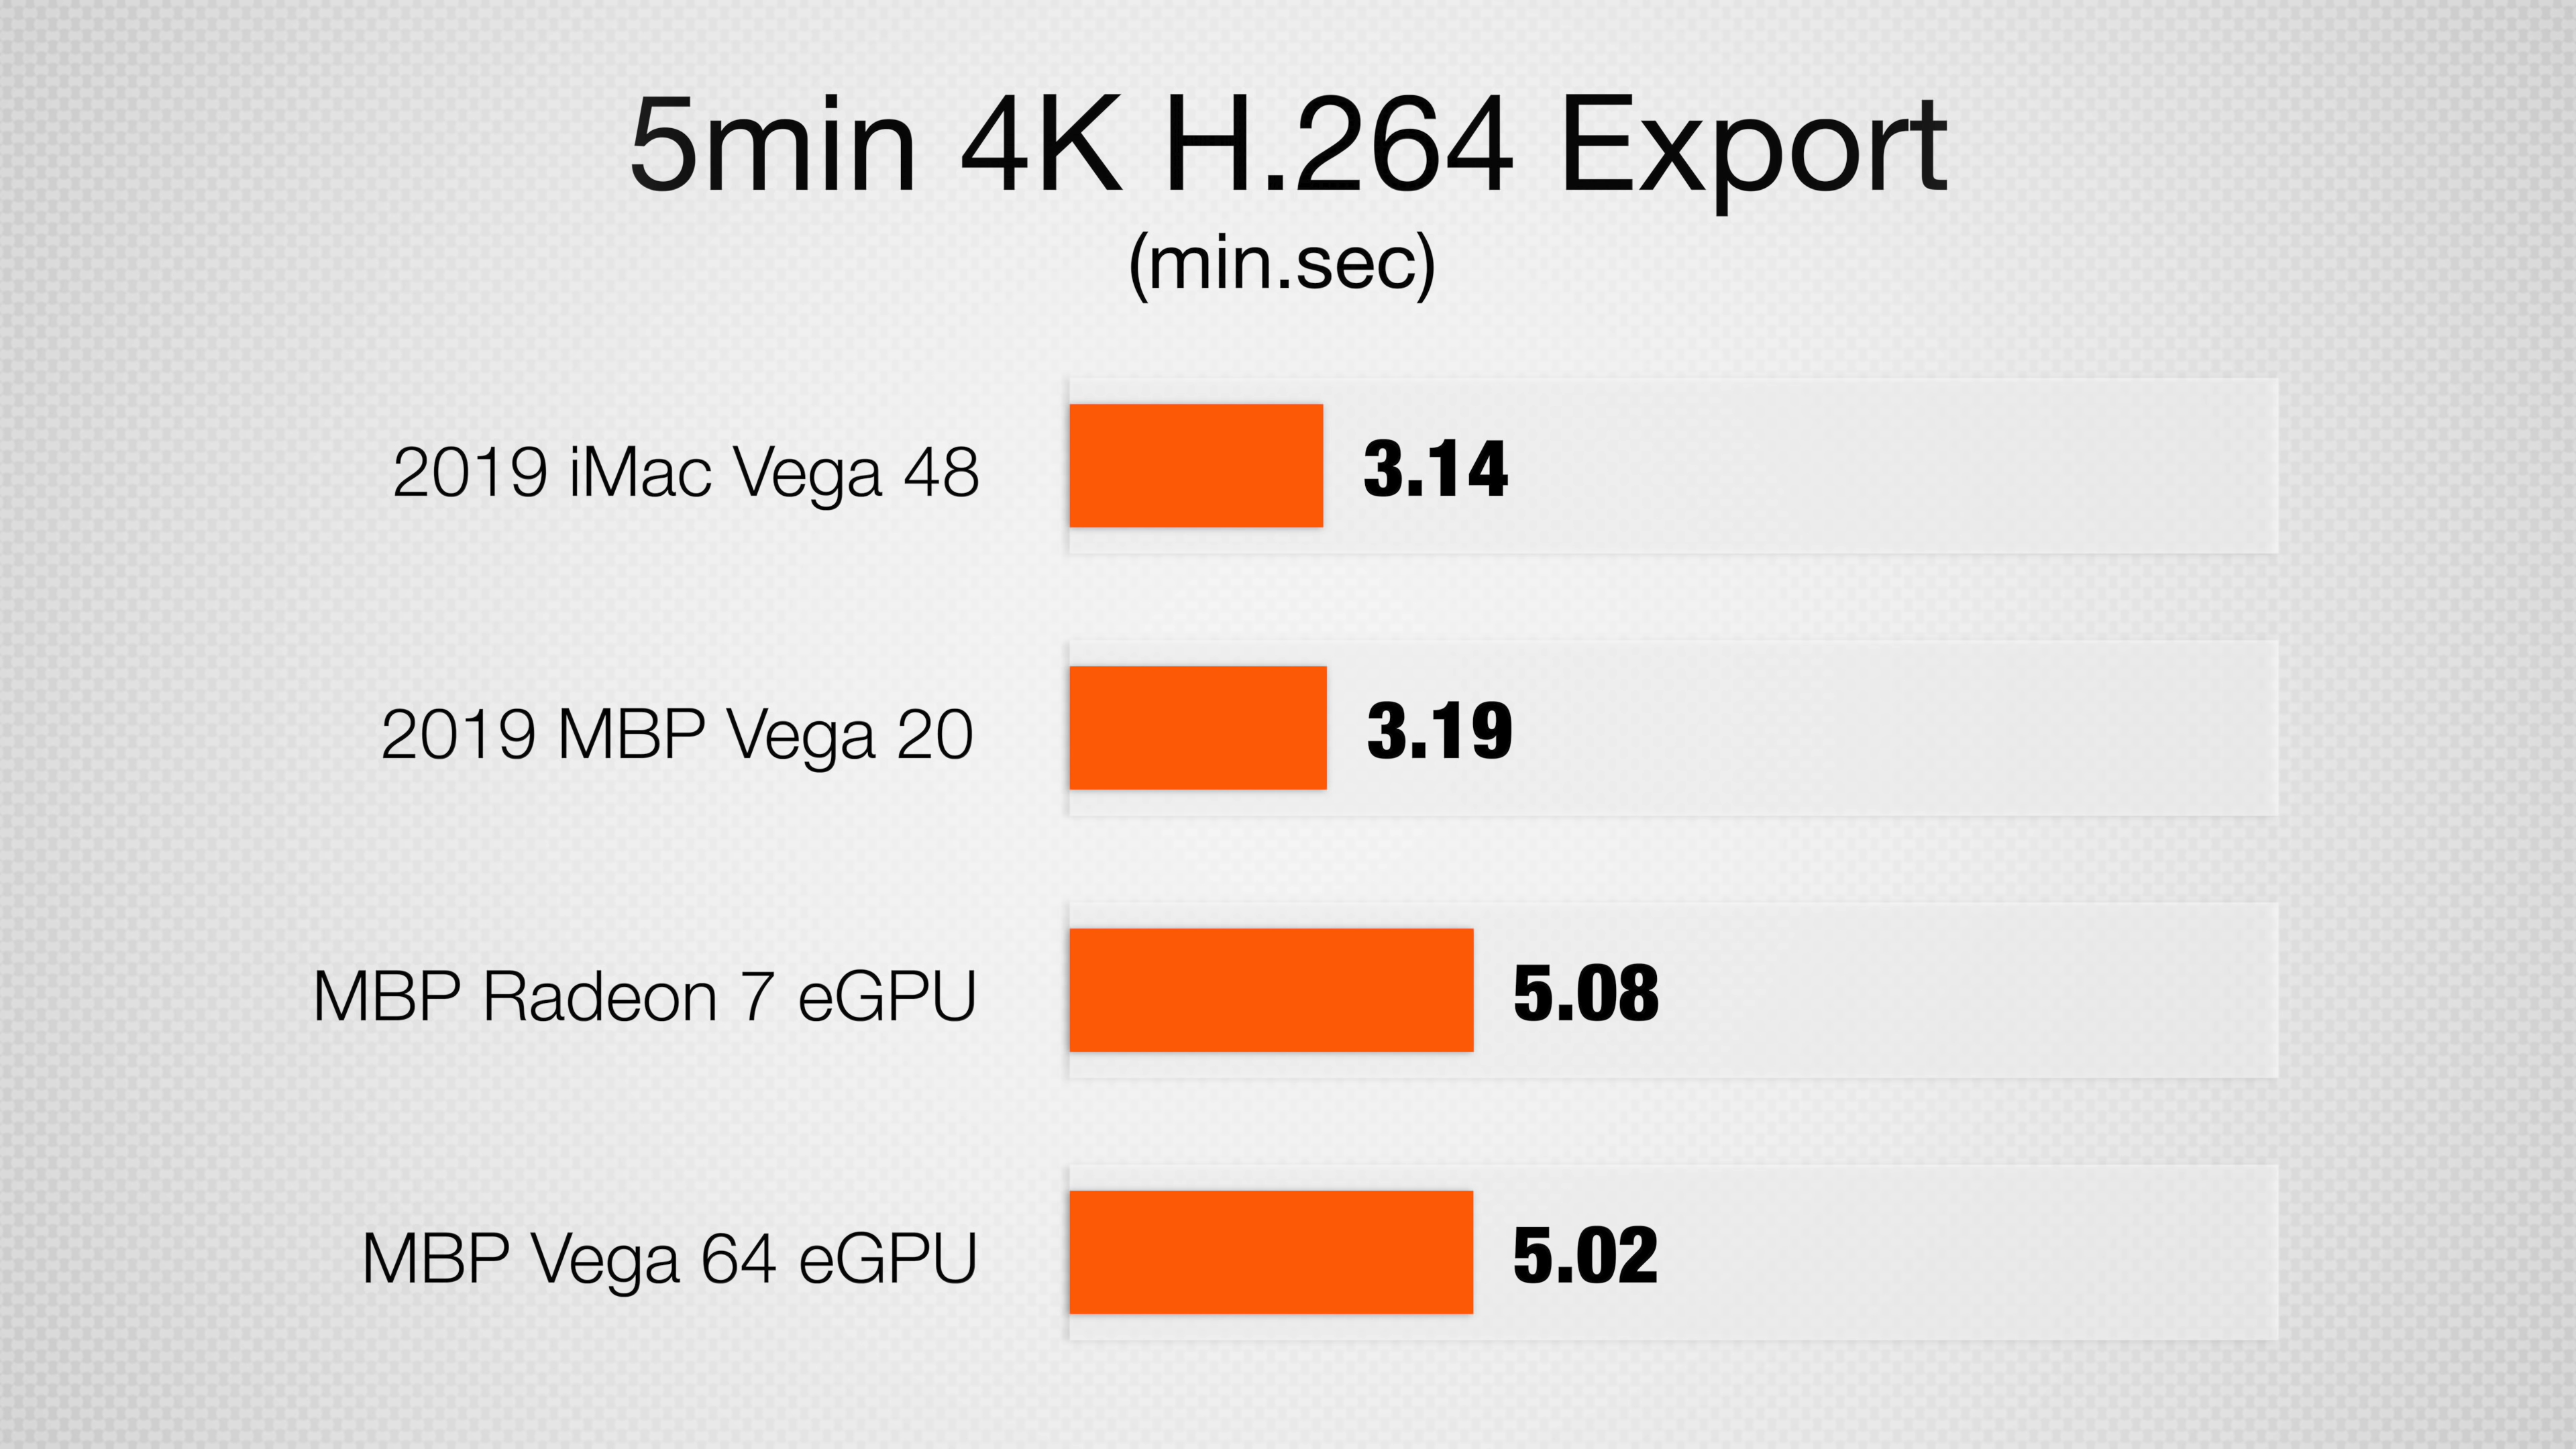 5min 4K H.264 Export
(min.sec)
2019 iMac Vega 48 3.14
2019 MBP Vega 20 3.19
MBP Radeon 7 eGPU 5.08
MBP Vega 64 eGPU 5.02